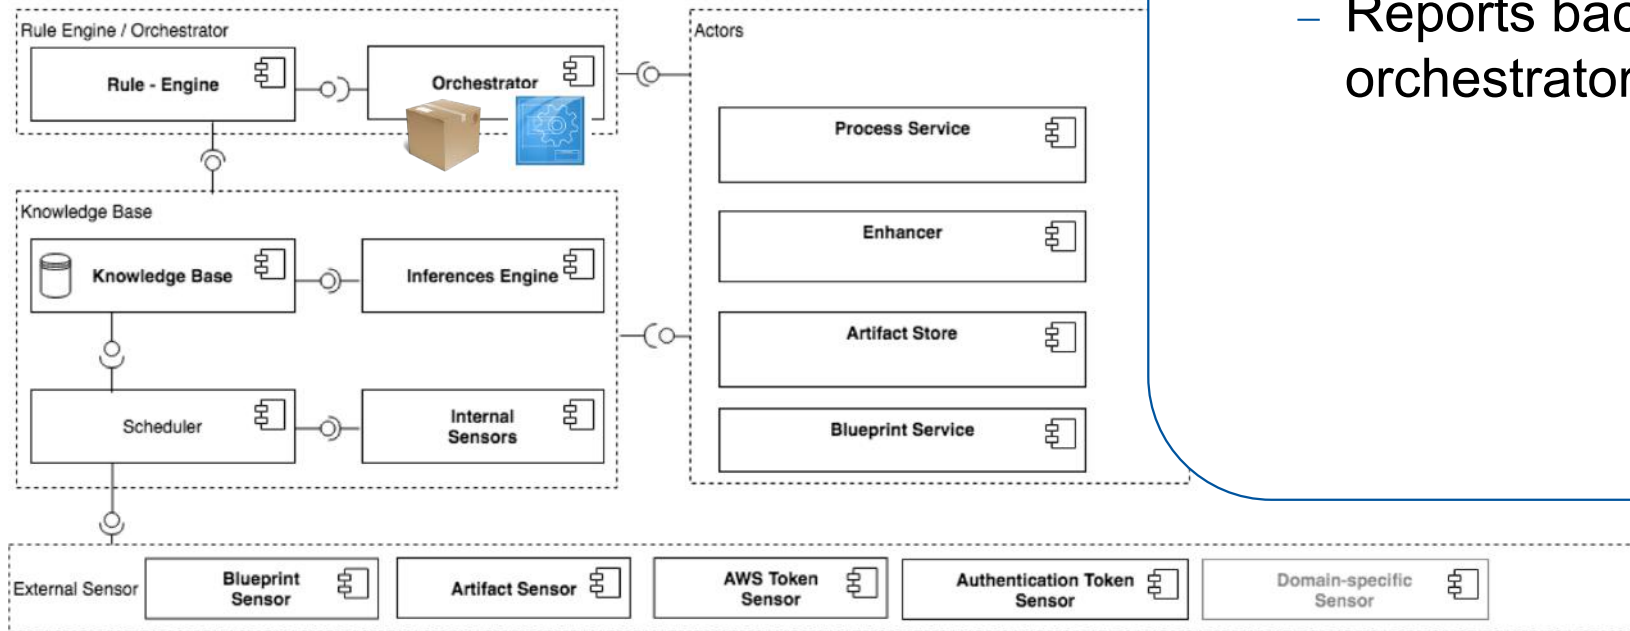 Rule Engine / Orchestrator
Rule - Engine
Orchestrator
Knowledge Base
Knowledge Base
Inferences Engine
Scheduler
Internal
Sensors
Actors
Process Service
Enhancer
Artifact Store
Blueprint Service
– Reports bac
orchestrator
External Sensor
Blueprint
Sensor
Artifact Sensor
AWS Token
Sensor
Authentication Token
Sensor
Domain-specific
Sensor